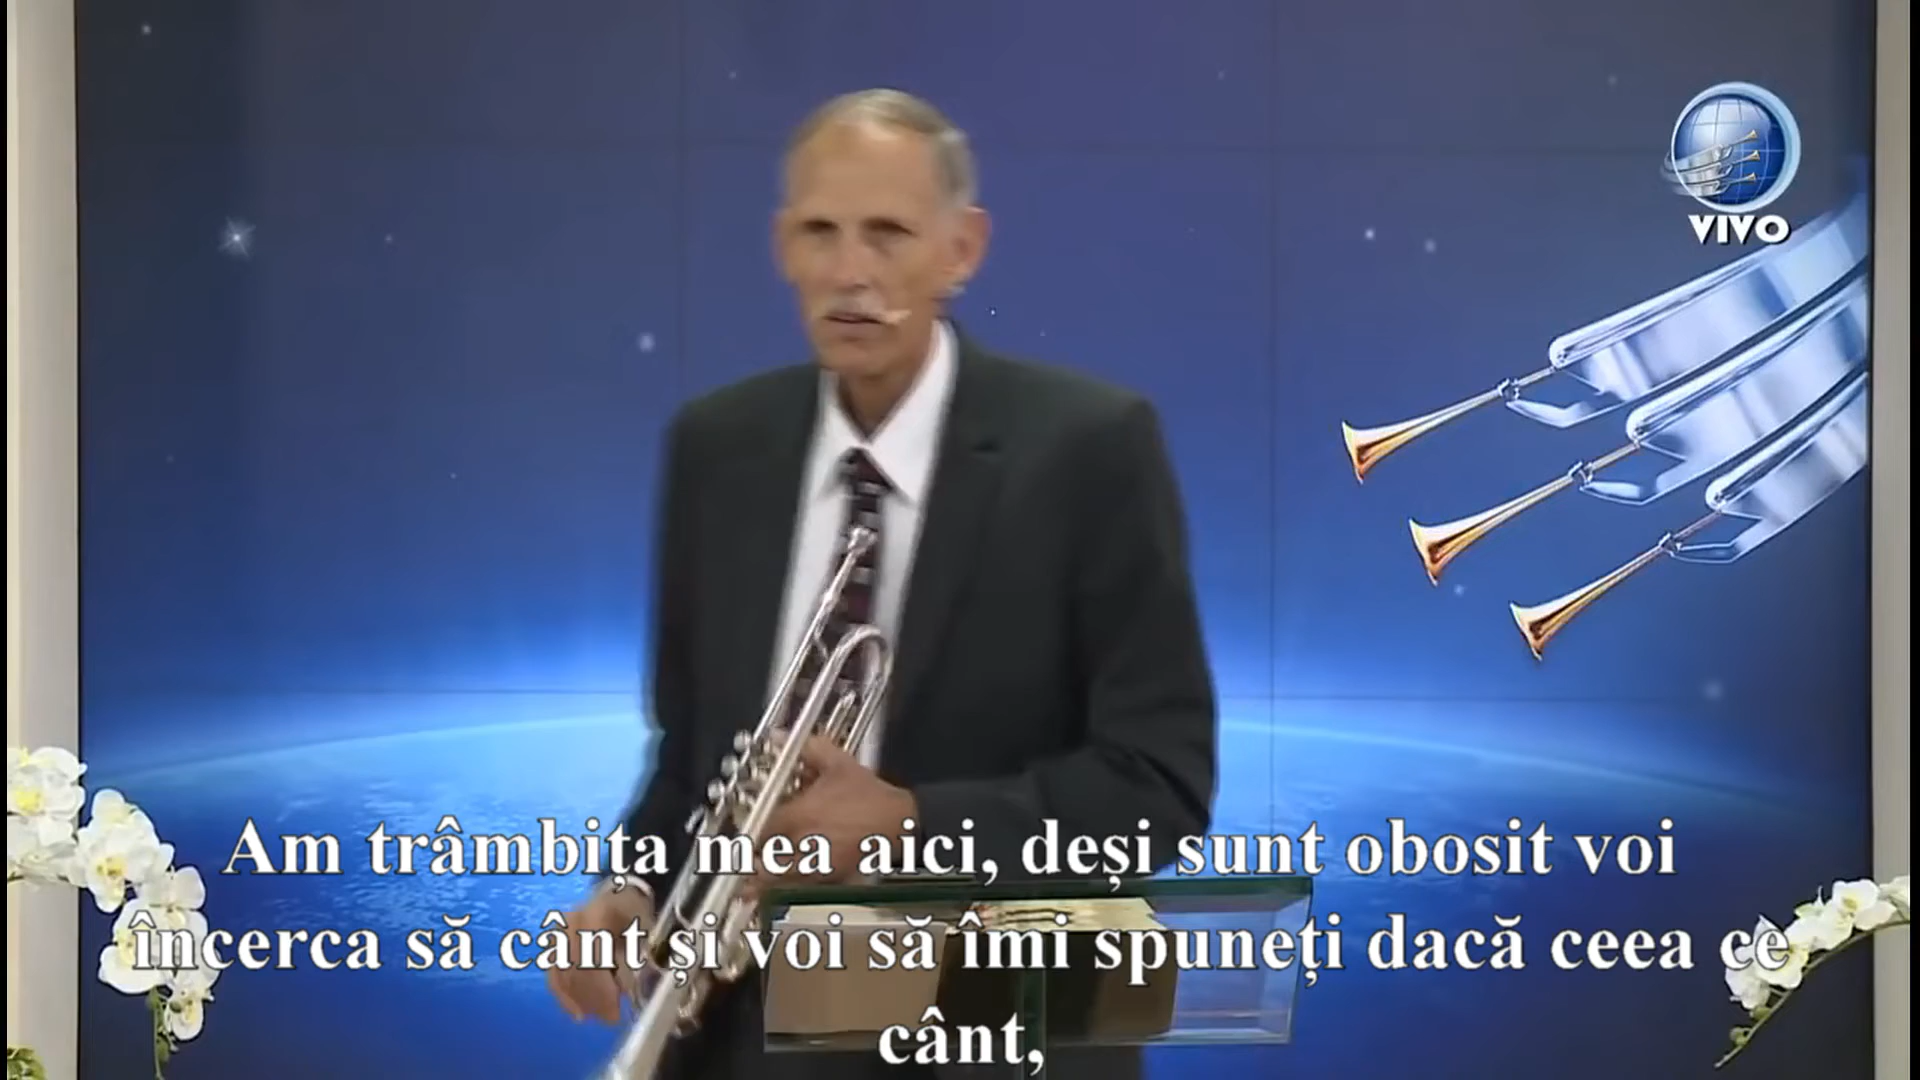 VIVO
Am trâmbița mea aici, deși sunt obosit voi
încerca să cânt și voi să îmi spuneți dacă ceea ce
cânt,